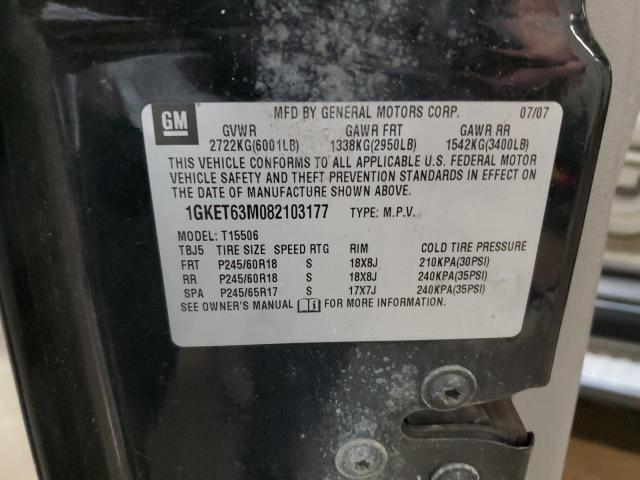 GM
MFD BY GENERAL MOTORS CORP. 07/07
GVWR GAWR FRT GAWR RR
2722KG(6001LB) 1338KG(2950LB) 1542KG(3400LB)
THIS VEHICLE CONFORMS TO ALL APPLICABLE U.S. FEDERAL MOTOR
VEHICLE SAFETY AND THEFT PREVENTION STANDARDS IN EFFECT ON
THE DATE OF MANUFACTURE SHOWN ABOVE.
1GKET63M082103177 TYPE: M.P.V.
MODEL: T15506
TBJ5 TIRE SIZE SPEED RTG RIM COLD TIRE PRESSURE
FRT P245/60R18 S 18X8J 210KPA(30PSI)
RR P245/60R18 S 18X8J 240KPA(35PSI)
SPA P245/65R17 S 17X7J 240KPA(35PSI)
SEE OWNER'S MANUAL FOR MORE INFORMATION.